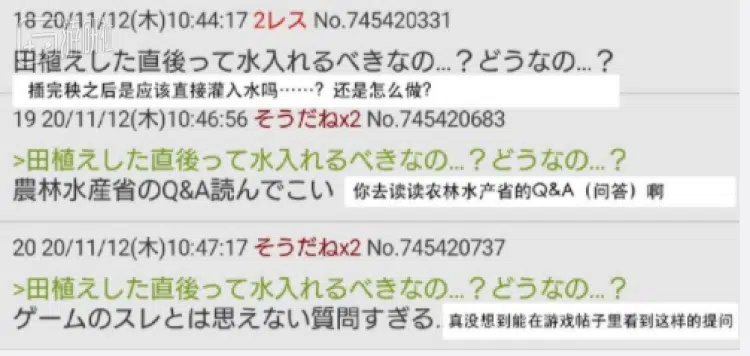 18 20/11/12(木)10:44:17 2レス No.745420331
田植えした直後って水入れるべきなの…？どうなの…？
插完秧之后是应该直接灌入水吗……？还是怎么做？
19 20/11/12(木)10:46:56 そうだねx2 No.745420683
>田植えした直後って水入れるべきなの…？どうなの…？
農林水産省のQ&A読んでこい 你去读读农林水产省的Q&A（问答）啊
20 20/11/12(木)10:47:17 そうだねx2 No.745420737
>田植えした直後って水入れるべきなの…？どうなの…？
ゲームのスレとは思えない質問すぎる… 真没想到能在游戏帖子里看到这样的提问